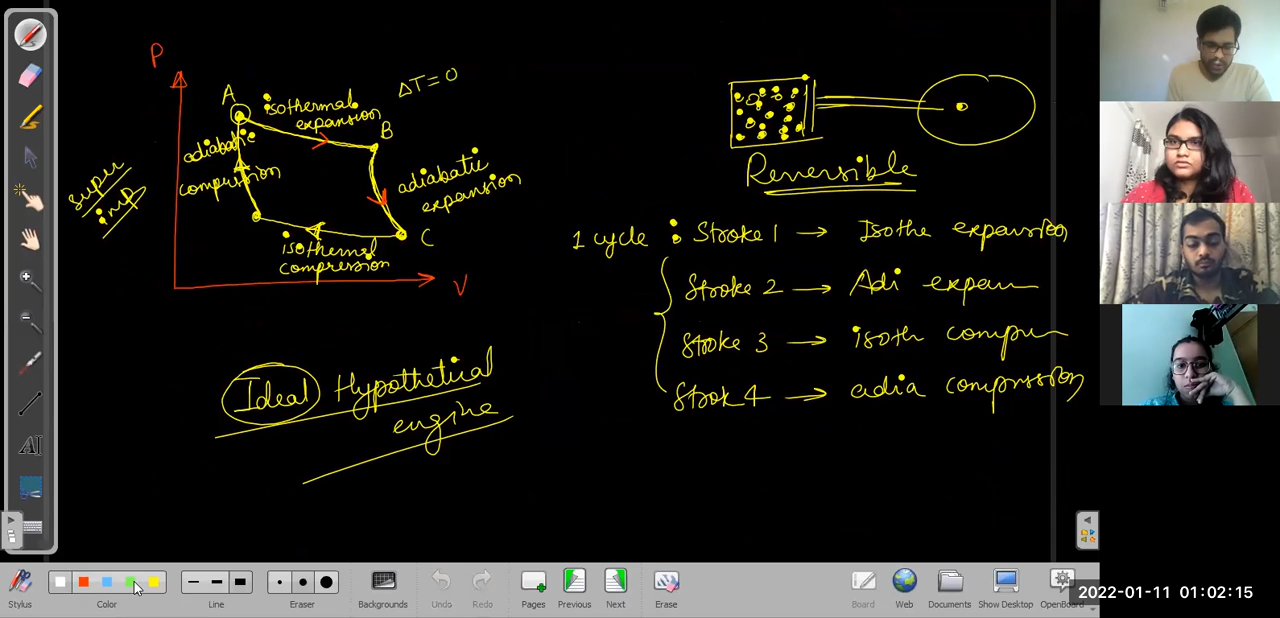 P
A
isothermal
expansion
ΔT = 0
B
adiabatic
compression
adiabatic
expansion
super
imp
isothermal
compression
C
V
Ideal Hypothetical
engine
Reversible
1 cycle : Stroke 1 → Isothe expansion
Stroke 2 → Adi expan
Stroke 3 → isoth compr
Strok 4 → adia compression
Stylus
Color
Line
Eraser
Backgrounds
Undo
Redo
Pages
Previous
Next
Erase
Board
Web
Documents
Show Desktop
OpenBoard
2022-01-11 01:02:15